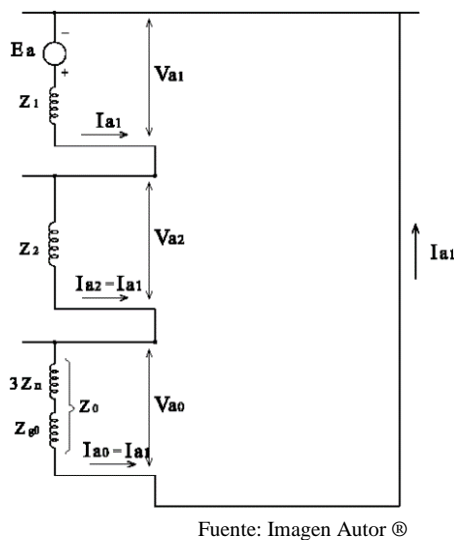 −
Ea
+
Z1
Va1
Ia1
Z2
Va2
Ia2=Ia1
Ia1
3Zn
Z0
Zg0
Va0
Ia0=Ia1
Fuente: Imagen Autor ®